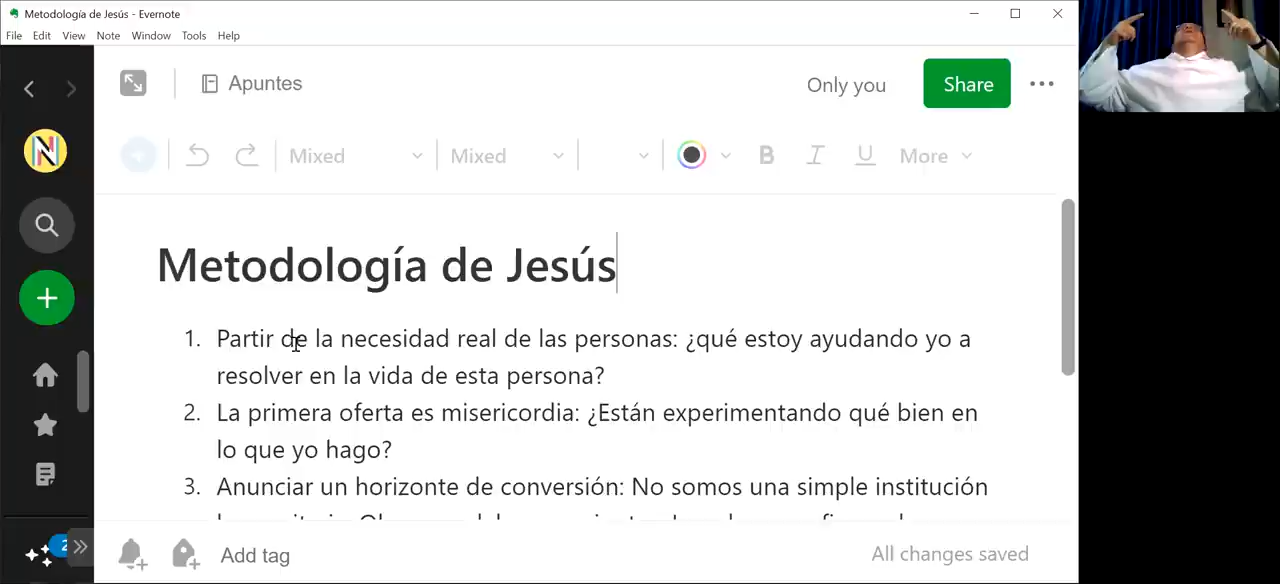 Metodología de Jesús - Evernote
File Edit View Note Window Tools Help
Apuntes
Only you
Share
Mixed
Mixed
B I U More
Metodología de Jesús
1. Partir de la necesidad real de las personas: ¿qué estoy ayudando yo a
resolver en la vida de esta persona?
2. La primera oferta es misericordia: ¿Están experimentando qué bien en
lo que yo hago?
3. Anunciar un horizonte de conversión: No somos una simple institución
2
Add tag
All changes saved